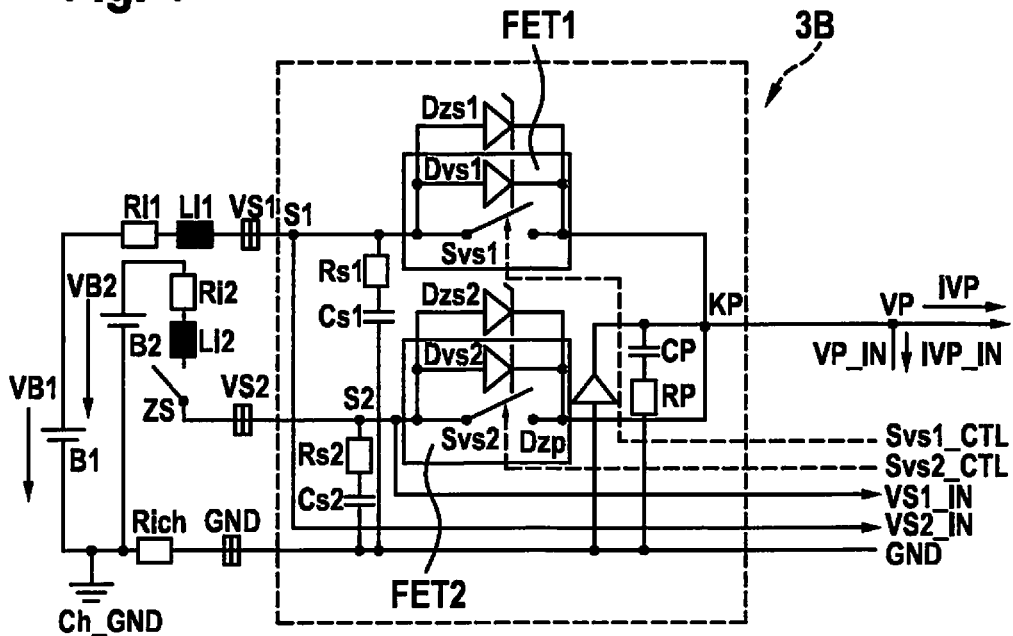 FET1
3B
Dzs1
Dvs1
Ri1
Li1
VS1
S1
Svs1
Rs1
Cs1
VB2
Ri2
Dzs2
KP
VP
IVP
B2
Li2
Dvs2
CP
VP_IN
IVP_IN
VB1
VS2
RP
ZS
S2
Svs2
Dzp
Svs1_CTL
B1
Rs2
Svs2_CTL
Cs2
VS1_IN
Rich
GND
VS2_IN
GND
FET2
Ch_GND